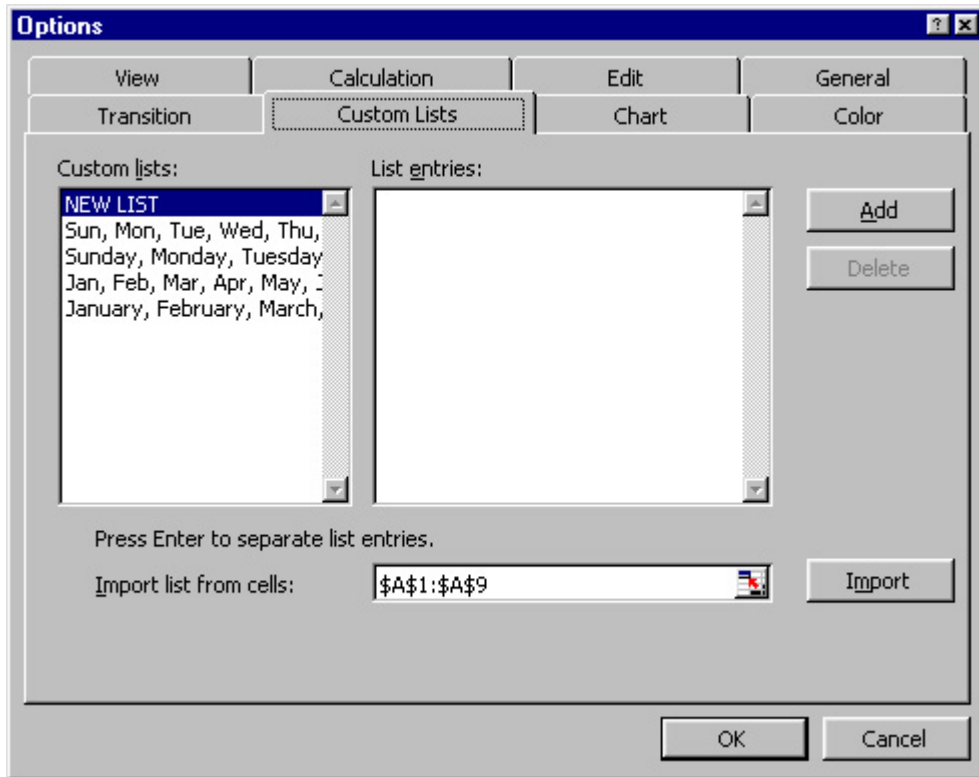 Options
View Calculation Edit General
Transition Custom Lists Chart Color
Custom lists: List entries:
NEW LIST
Sun, Mon, Tue, Wed, Thu,
Sunday, Monday, Tuesday
Jan, Feb, Mar, Apr, May, J
January, February, March,
Add
Delete
Press Enter to separate list entries.
Import list from cells: $A$1:$A$9 Import
OK Cancel